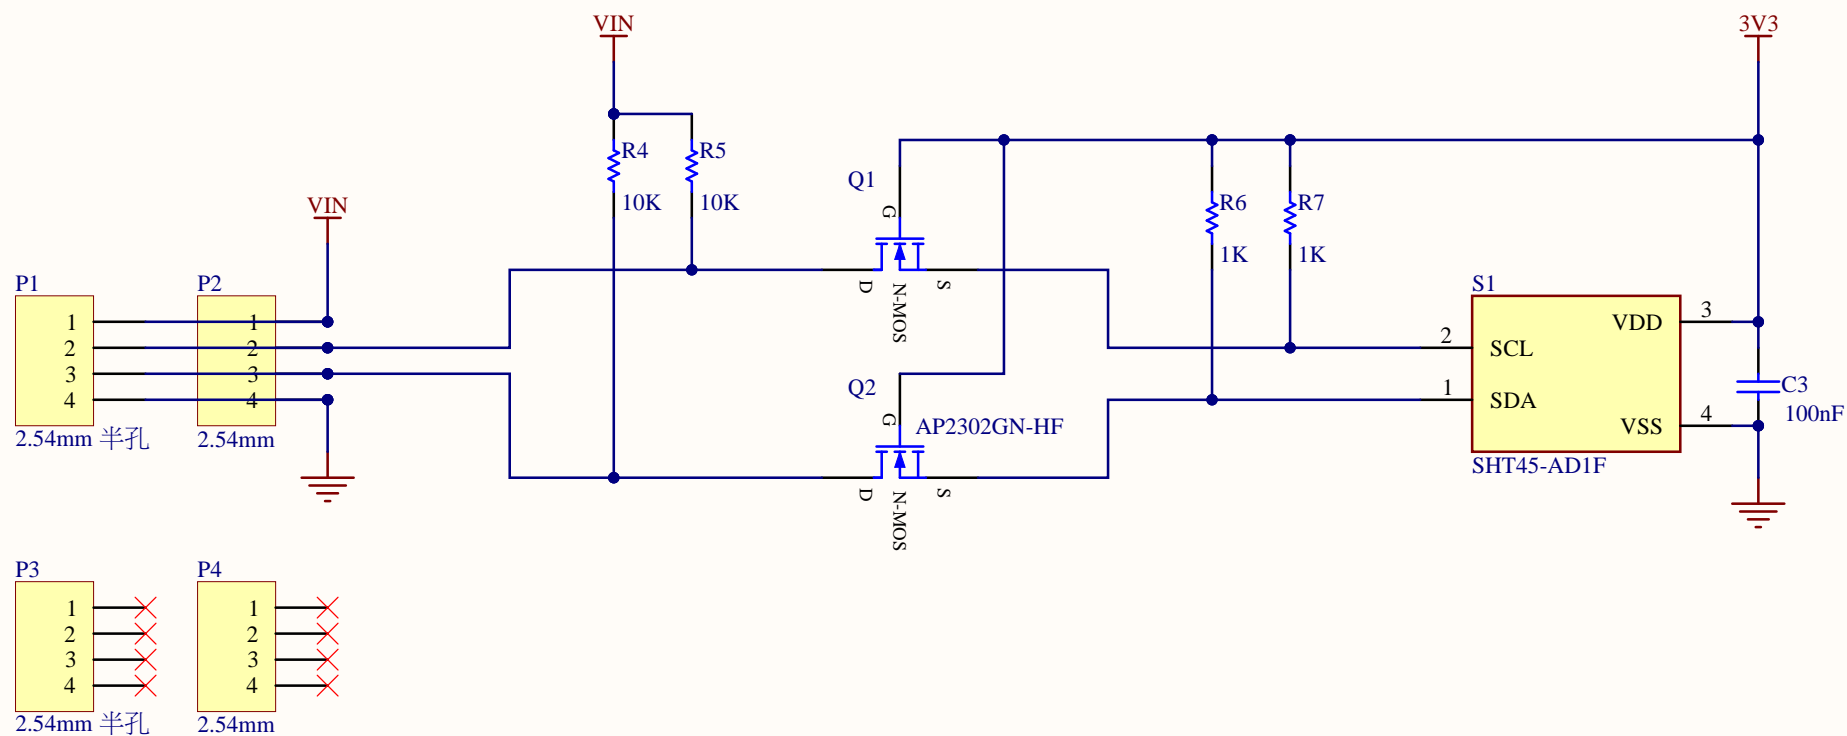 VIN
3V3
R4
R5
10K
10K
Q1
G
D
S
N-MOS
R6
R7
1K
1K
VIN
P1
P2
1
2
3
4
1
2
3
4
2.54mm 半孔
2.54mm
Q2
G
AP2302GN-HF
D
S
N-MOS
S1
2
SCL
1
SDA
VDD
3
VSS
4
SHT45-AD1F
C3
100nF
P3
P4
1
2
3
4
1
2
3
4
2.54mm 半孔
2.54mm